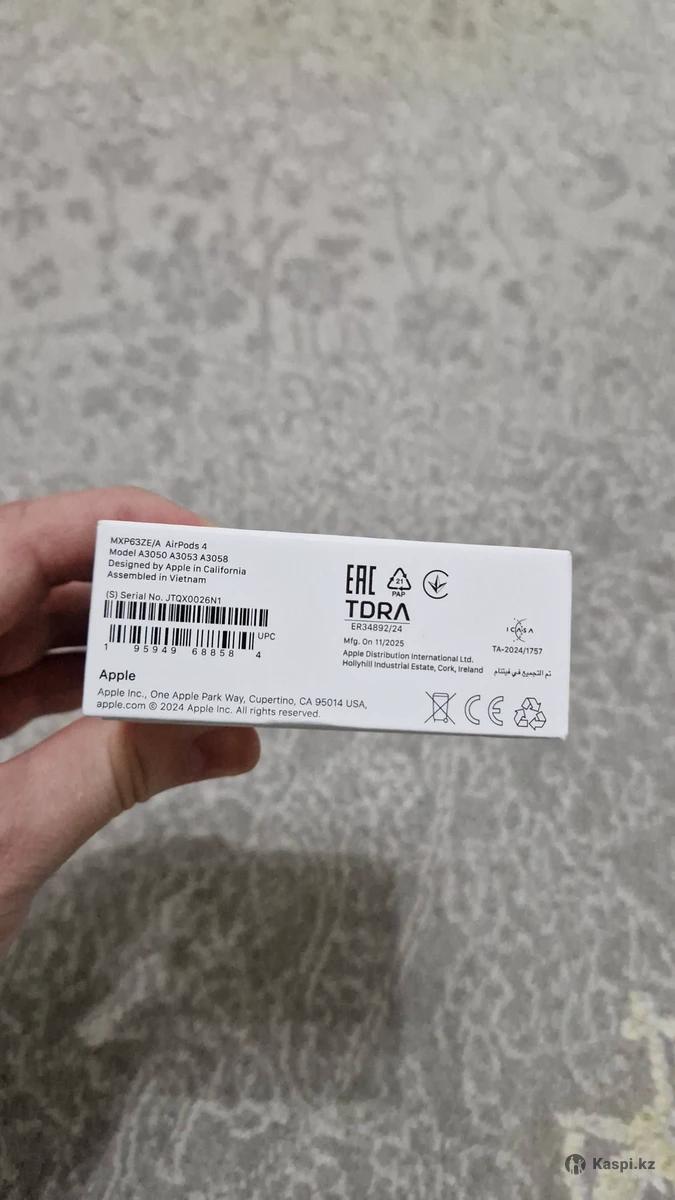 MXP63ZE/A AirPods 4
Model A3050 A3053 A3058
Designed by Apple in California
Assembled in Vietnam
(S) Serial No. JTQX0026N1
UPC
1 95949 68858 4
Apple
Apple Inc., One Apple Park Way, Cupertino, CA 95014 USA,
apple.com © 2024 Apple Inc. All rights reserved.
EAC
21
PAP
TDRA
ER34892/24
Mfg. On 11/2025
Apple Distribution International Ltd.
Hollyhill Industrial Estate, Cork, Ireland
ICASA
TA-2024/1757
تم التجميع في فيتنام
CE
Kaspi.kz